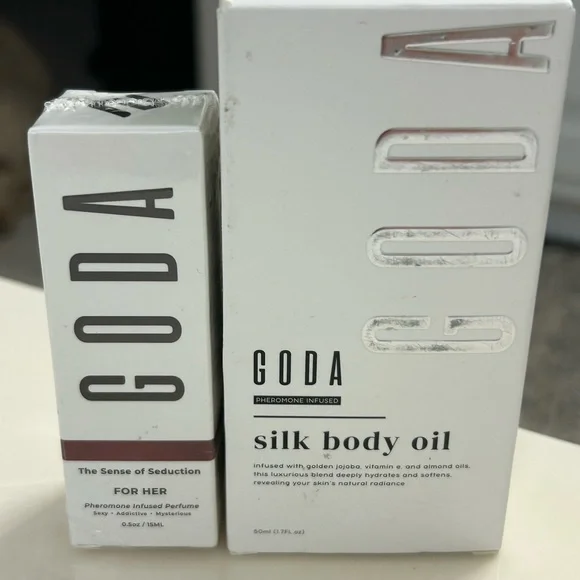 GODA
The Sense of Seduction
FOR HER
Pheromone Infused Perfume
Sexy • Addictive • Mysterious
0.5oz / 15ML
GODA
GODA
PHEROMONE INFUSED
silk body oil
infused with golden jojoba, vitamin e, and almond oils,
this luxurious blend deeply hydrates and softens,
revealing your skin's natural radiance
50ml (1.7fl.oz)